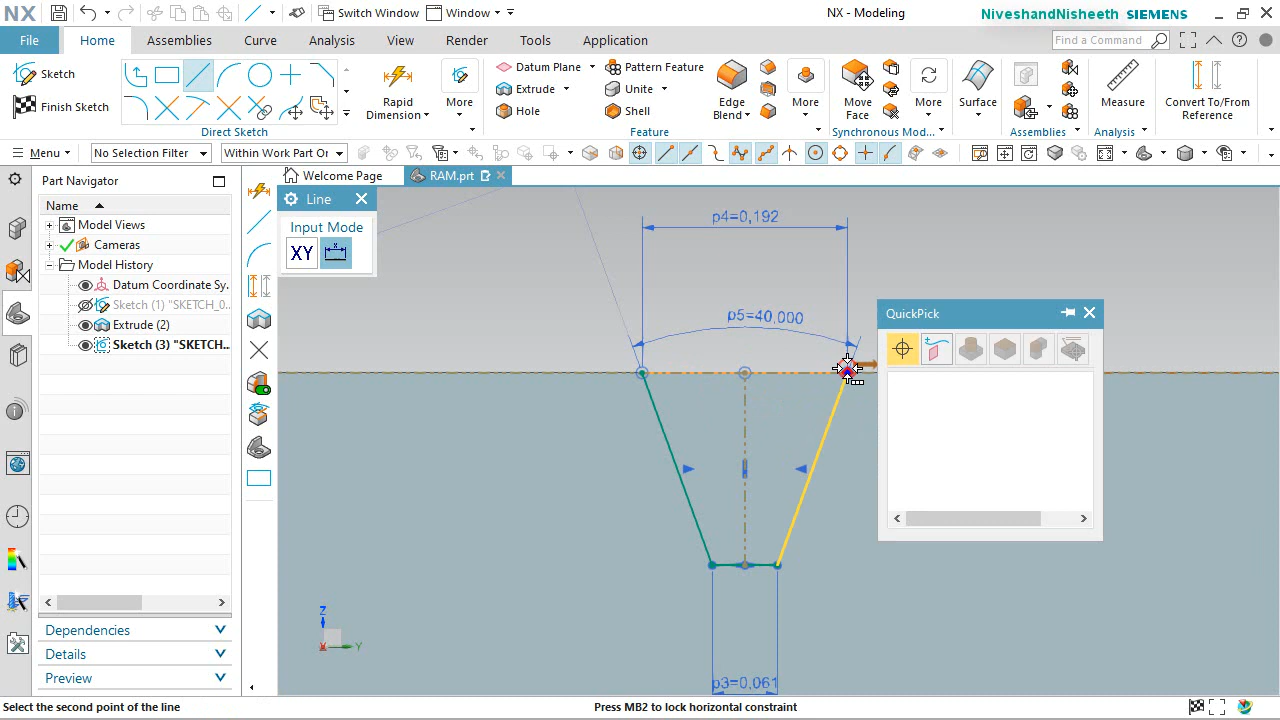 NX
Switch Window
Window
NX - Modeling
NiveshandNisheeth SIEMENS
File
Home
Assemblies
Curve
Analysis
View
Render
Tools
Application
Find a Command
Sketch
Finish Sketch
Rapid
Dimension
More
Datum Plane
Extrude
Hole
Pattern Feature
Unite
Shell
Edge
Blend
More
Move
Face
More
Surface
Measure
Convert To/From
Reference
Direct Sketch
Feature
Synchronous Mod...
Assemblies
Analysis
Menu
No Selection Filter
Within Work Part Or
Part Navigator
Welcome Page
RAM.prt
Name
Model Views
Cameras
Model History
Datum Coordinate Sy.
Sketch (1) "SKETCH_0..
Extrude (2)
Sketch (3) "SKETCH...
Line
Input Mode
XY
p4=0,192
p5=40,000
p3=0,061
QuickPick
Z
X
Y
Dependencies
Details
Preview
Select the second point of the line
Press MB2 to lock horizontal constraint